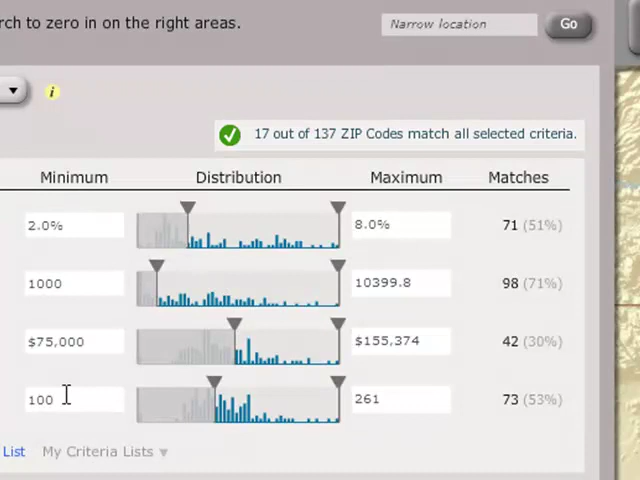 rch to zero in on the right areas.
Narrow location
Go
i
17 out of 137 ZIP Codes match all selected criteria.
Minimum Distribution Maximum Matches
2.0% 8.0% 71 (51%)
1000 10399.8 98 (71%)
$75,000 $155,374 42 (30%)
100 261 73 (53%)
List My Criteria Lists